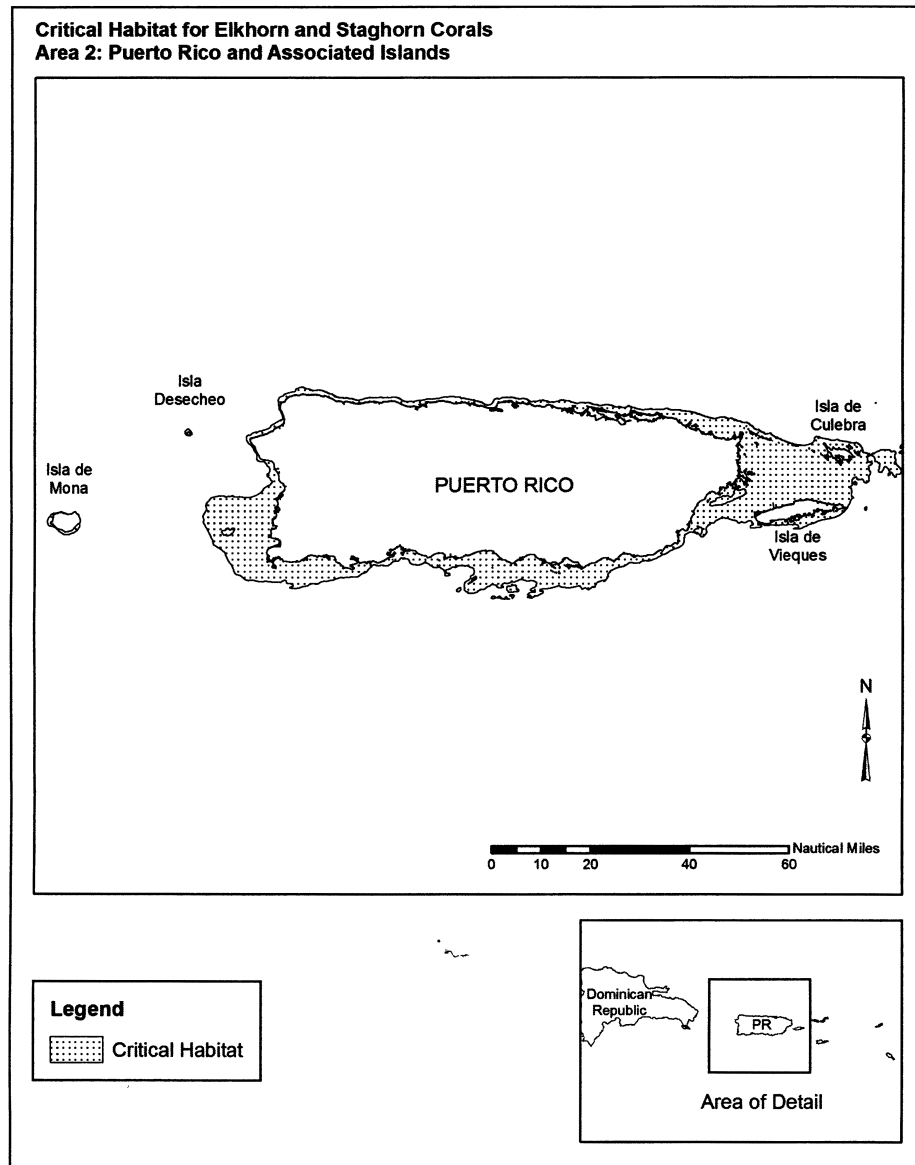 Critical Habitat for Elkhorn and Staghorn Corals
Area 2: Puerto Rico and Associated Islands
Isla
Desecheo
Isla de
Culebra
Isla de
Mona
PUERTO RICO
Isla de
Vieques
N
Nautical Miles
0 10 20 40 60
Legend
Critical Habitat
Dominican
Republic
PR
Area of Detail